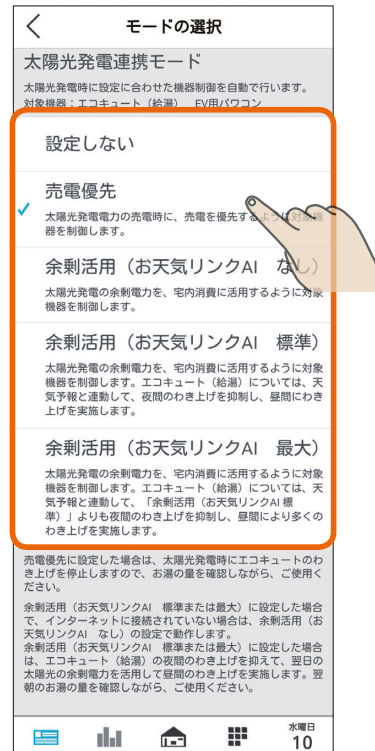 モードの選択
太陽光発電連携モード
太陽光発電時に設定に合わせた機器制御を自動で行います。
対象機器：エコキュート（給湯）　EV用パワコン
設定しない
売電優先
太陽光発電電力の売電時に、売電を優先するように対象機
器を制御します。
余剰活用（お天気リンクAI　なし）
太陽光発電の余剰電力を、宅内消費に活用するように対象
機器を制御します。
余剰活用（お天気リンクAI　標準）
太陽光発電の余剰電力を、宅内消費に活用するように対象
機器を制御します。エコキュート（給湯）については、天
気予報と連動して、夜間のわき上げを抑制し、昼間にわき
上げを実施します。
余剰活用（お天気リンクAI　最大）
太陽光発電の余剰電力を、宅内消費に活用するように対象
機器を制御します。エコキュート（給湯）については、天
気予報と連動して、「余剰活用（お天気リンクAI 標
準）」よりも夜間のわき上げを抑制し、昼間により多くの
わき上げを実施します。
売電優先に設定した場合は、太陽光発電時にエコキュートのわ
き上げを停止しますので、お湯の量を確認しながら、ご使用く
ださい。
余剰活用（お天気リンクAI　標準または最大）に設定した場合
で、インターネットに接続されていない場合は、余剰活用（お
天気リンクAI　なし）の設定で動作します。
余剰活用（お天気リンクAI　標準または最大）に設定した場合
は、エコキュート（給湯）の夜間のわき上げを抑えて、翌日の
太陽光の余剰電力を活用して昼間のわき上げを実施します。翌
朝のお湯の量を確認しながら、ご使用ください。
水曜日
10